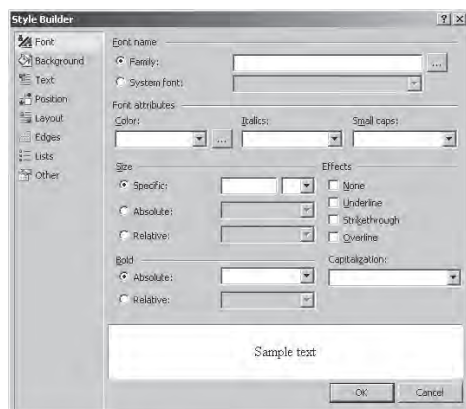 Style Builder
Font
Background
Text
Position
Layout
Edges
Lists
Other
Font name
Family:
System font:
Font attributes
Color:
Italics:
Small caps:
Size
Specific:
Absolute:
Relative:
Effects
None
Underline
Strikethrough
Overline
Bold
Absolute:
Relative:
Capitalization:
Sample text
OK
Cancel